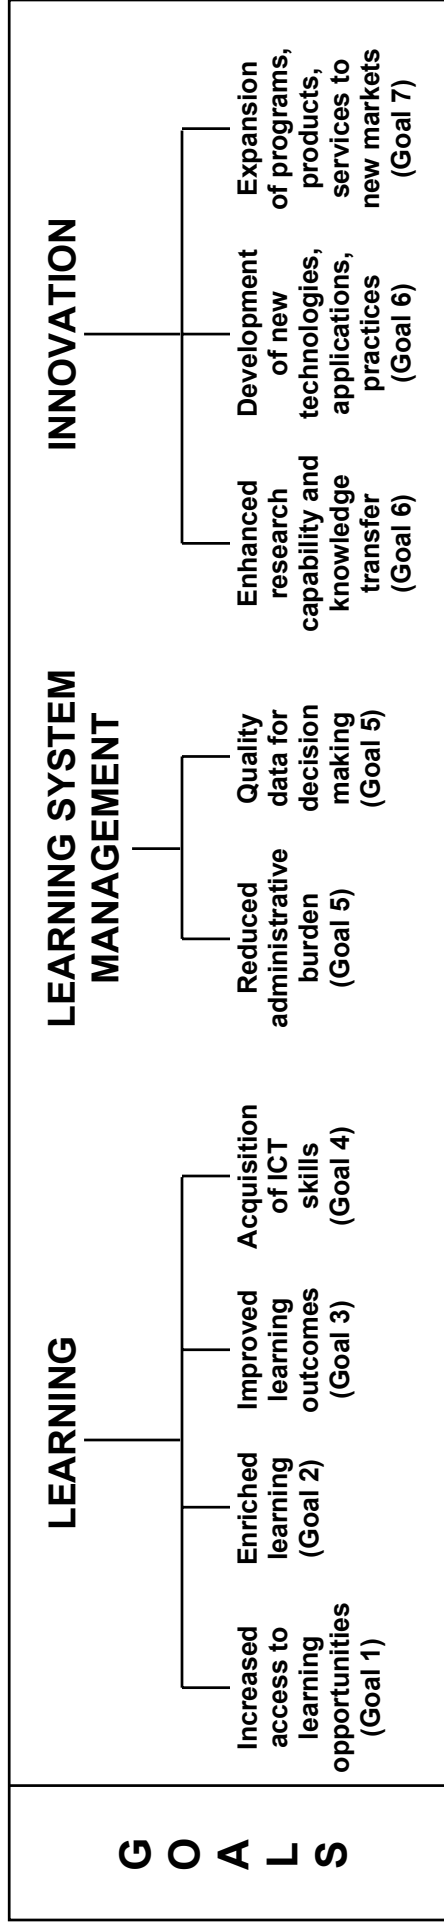 G
O
A
L
S
LEARNING
Increased
access to
learning
opportunities
(Goal 1)
Enriched
learning
(Goal 2)
Improved
learning
outcomes
(Goal 3)
Acquisition
of ICT
skills
(Goal 4)
LEARNING SYSTEM
MANAGEMENT
Reduced
administrative
burden
(Goal 5)
Quality
data for
decision
making
(Goal 5)
INNOVATION
Enhanced
research
capability and
knowledge
transfer
(Goal 6)
Development
of new
technologies,
applications,
practices
(Goal 6)
Expansion
of programs,
products,
services to
new markets
(Goal 7)